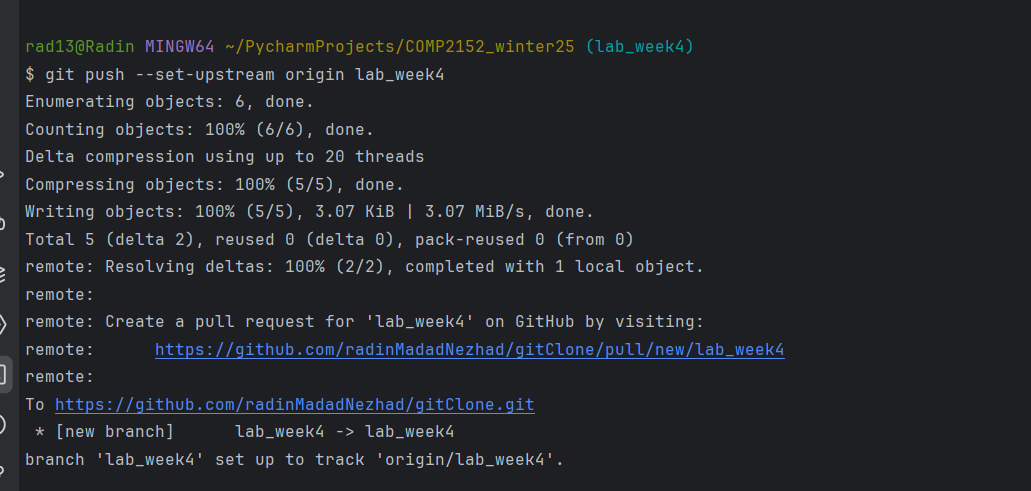 rad13@Radin MINGW64 ~/PycharmProjects/COMP2152_winter25 (lab_week4)
$ git push --set-upstream origin lab_week4
Enumerating objects: 6, done.
Counting objects: 100% (6/6), done.
Delta compression using up to 20 threads
Compressing objects: 100% (5/5), done.
Writing objects: 100% (5/5), 3.07 KiB | 3.07 MiB/s, done.
Total 5 (delta 2), reused 0 (delta 0), pack-reused 0 (from 0)
remote: Resolving deltas: 100% (2/2), completed with 1 local object.
remote:
remote: Create a pull request for 'lab_week4' on GitHub by visiting:
remote:      https://github.com/radinMadadNezhad/gitClone/pull/new/lab_week4
remote:
To https://github.com/radinMadadNezhad/gitClone.git
 * [new branch]      lab_week4 -> lab_week4
branch 'lab_week4' set up to track 'origin/lab_week4'.